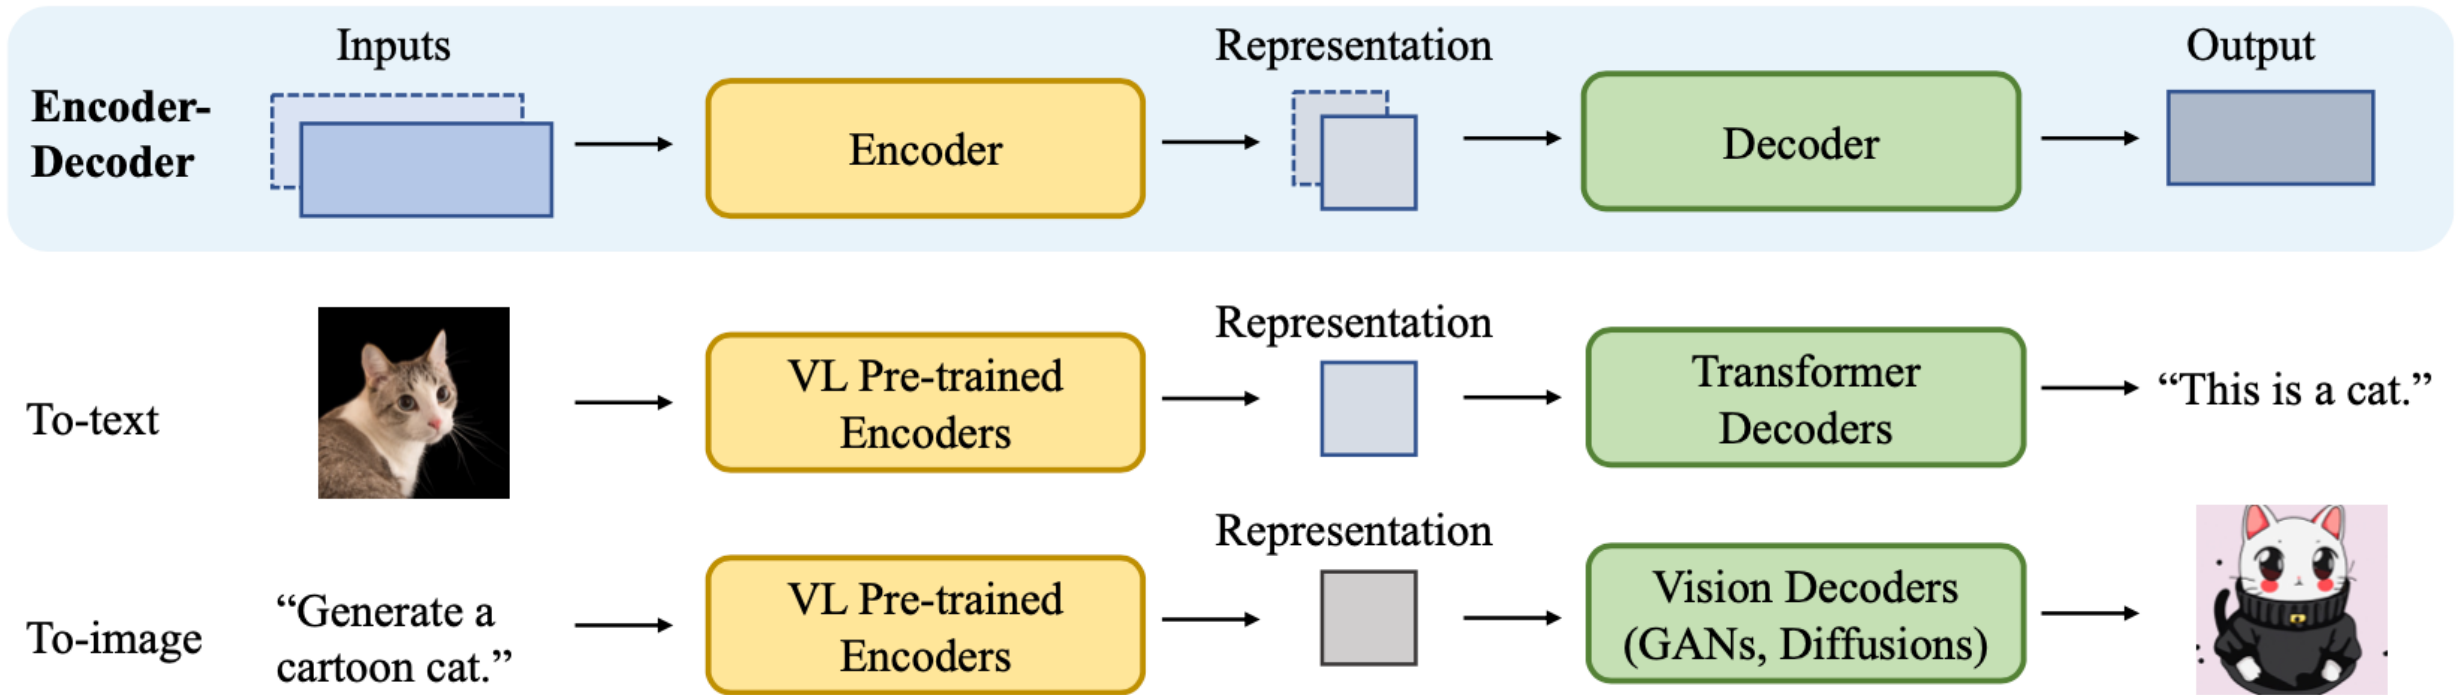 Inputs
Representation
Output
Encoder-
Decoder
Encoder
Decoder
Representation
To-text
VL Pre-trained
Encoders
Transformer
Decoders
“This is a cat.”
Representation
To-image
“Generate a
cartoon cat.”
VL Pre-trained
Encoders
Vision Decoders
(GANs, Diffusions)